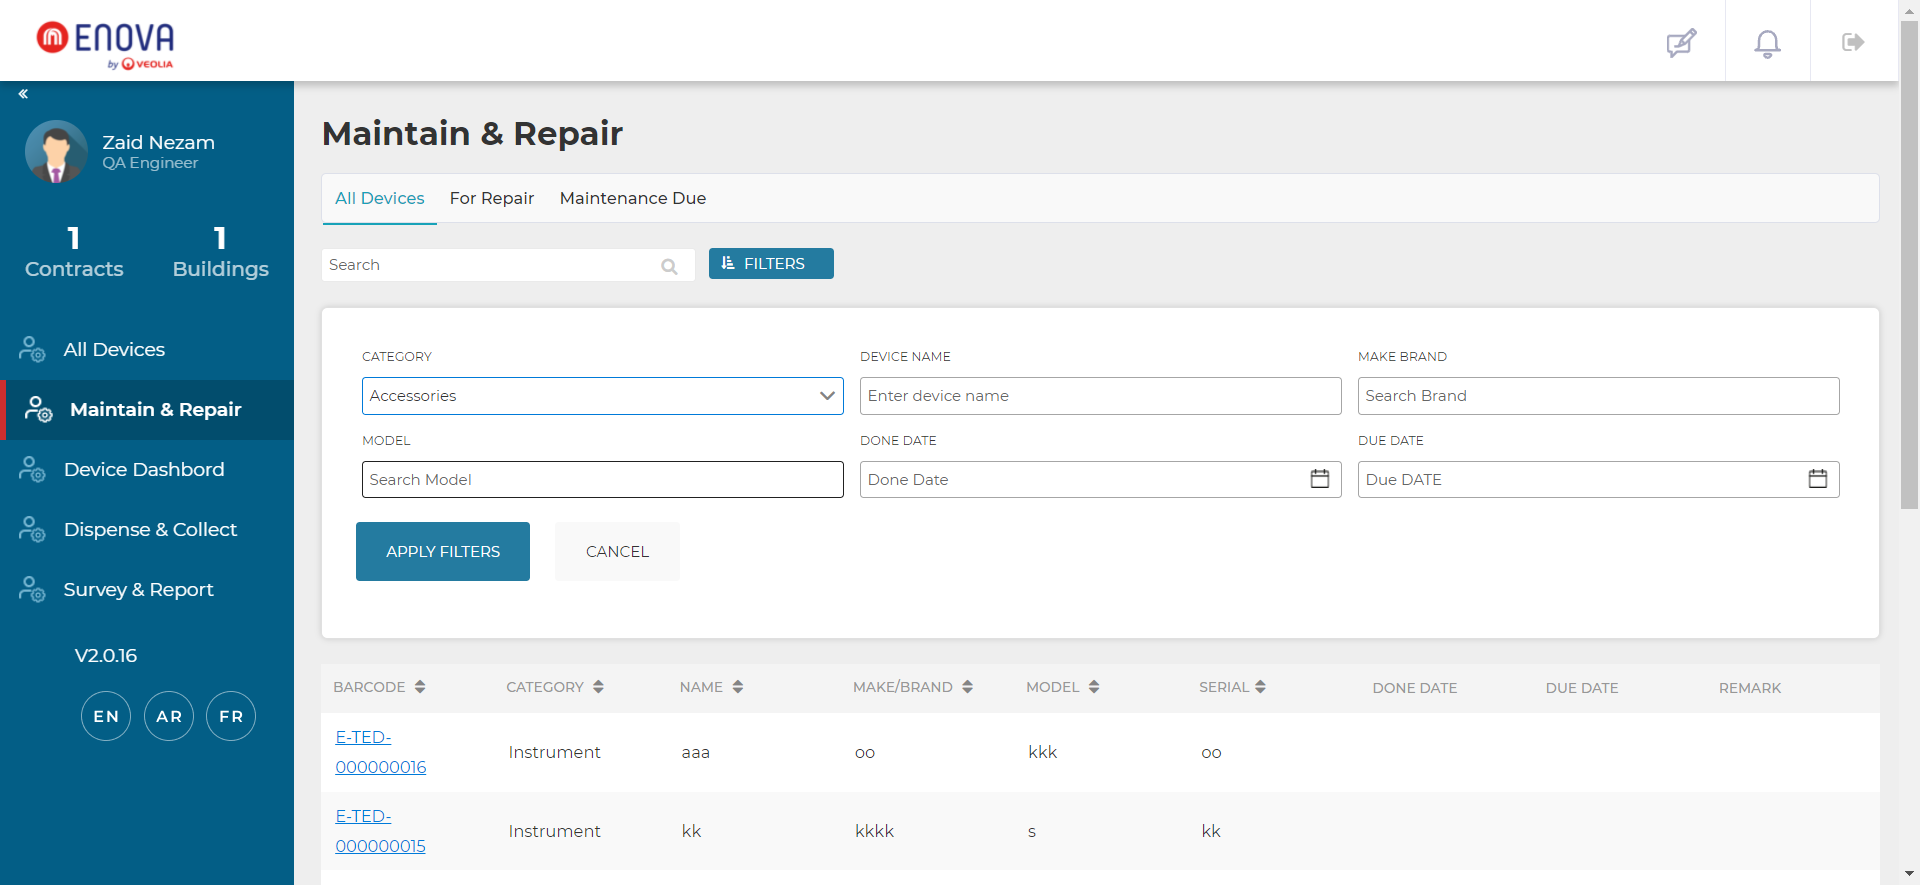 ENOVA
by VEOLIA
Zaid Nezam
QA Engineer
1 1
Contracts Buildings
All Devices
Maintain & Repair
Device Dashbord
Dispense & Collect
Survey & Report
V2.0.16
EN AR FR
Maintain & Repair
All Devices For Repair Maintenance Due
Search FILTERS
CATEGORY DEVICE NAME MAKE BRAND
Accessories Enter device name Search Brand
MODEL DONE DATE DUE DATE
Search Model Done Date Due DATE
APPLY FILTERS CANCEL
BARCODE CATEGORY NAME MAKE/BRAND MODEL SERIAL DONE DATE DUE DATE REMARK
E-TED-
000000016 Instrument aaa oo kkk oo
E-TED-
000000015 Instrument kk kkkk s kk